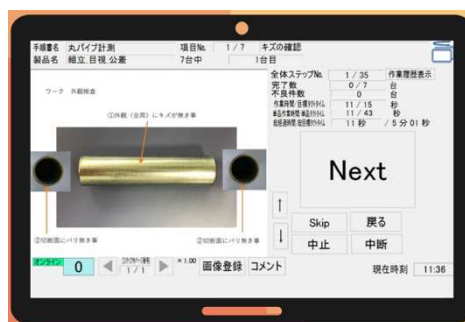 手順書名 丸パイプ計測 項目No. 1 / 7 キズの確認
製品名 組立_目視_公差 7台中 1台目
全体ステップNo. 1 / 35 作業履歴表示
完了数 0 / 7 台
不良件数 0 台
作業時間/目標タクトタイム 11 / 15 秒
単品作業時間/単品タクトタイム 11 / 43 秒
総経過時間/総目標タクトタイム 11 秒 / 5 分 01 秒
ワーク 外観検査
①外観（全周）にキズが無き事
②切断面にバリ無き事
②切断面にバリ無き事
Next
↑
↓
Skip 戻る
中止 中断
オンライン 0 1 / 1 ×1.00 画像登録 コメント
現在時刻 11:36